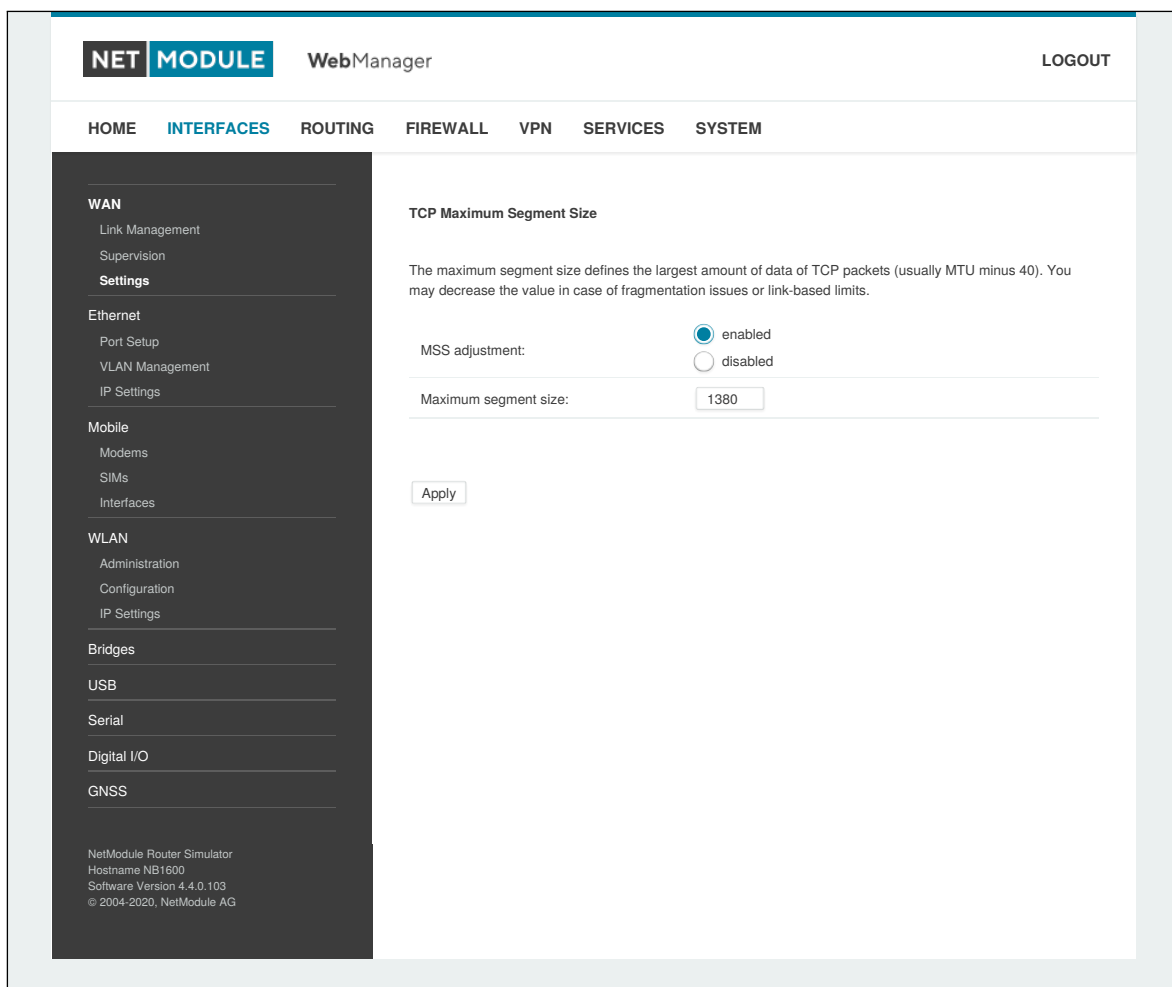 NET MODULE WebManager LOGOUT
HOME INTERFACES ROUTING FIREWALL VPN SERVICES SYSTEM
WAN
Link Management
Supervision
Settings
Ethernet
Port Setup
VLAN Management
IP Settings
Mobile
Modems
SIMs
Interfaces
WLAN
Administration
Configuration
IP Settings
Bridges
USB
Serial
Digital I/O
GNSS
NetModule Router Simulator
Hostname NB1600
Software Version 4.4.0.103
© 2004-2020, NetModule AG
TCP Maximum Segment Size
The maximum segment size defines the largest amount of data of TCP packets (usually MTU minus 40). You
may decrease the value in case of fragmentation issues or link-based limits.
MSS adjustment:
enabled
disabled
Maximum segment size: 1380
Apply